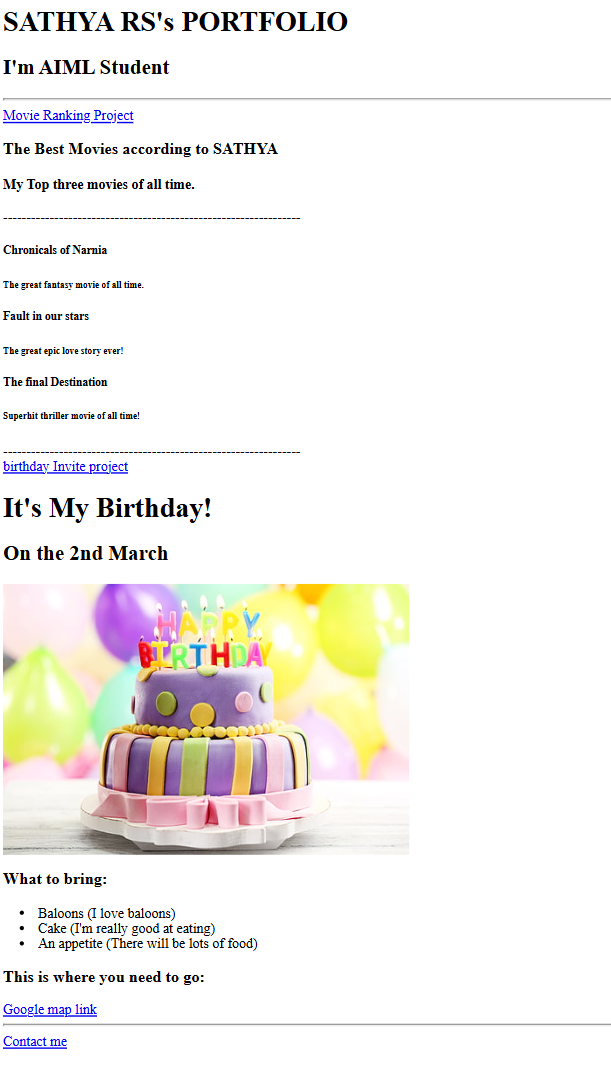 SATHYA RS's PORTFOLIO
I'm AIML Student
Movie Ranking Project
The Best Movies according to SATHYA
My Top three movies of all time.
----------------------------------------------------------------
Chronicals of Narnia
The great fantasy movie of all time.
Fault in our stars
The great epic love story ever!
The final Destination
Superhit thriller movie of all time!
----------------------------------------------------------------
birthday Invite project
It's My Birthday!
On the 2nd March
HAPPY
BIRTHDAY
What to bring:
• Baloons (I love baloons)
• Cake (I'm really good at eating)
• An appetite (There will be lots of food)
This is where you need to go:
Google map link
Contact me